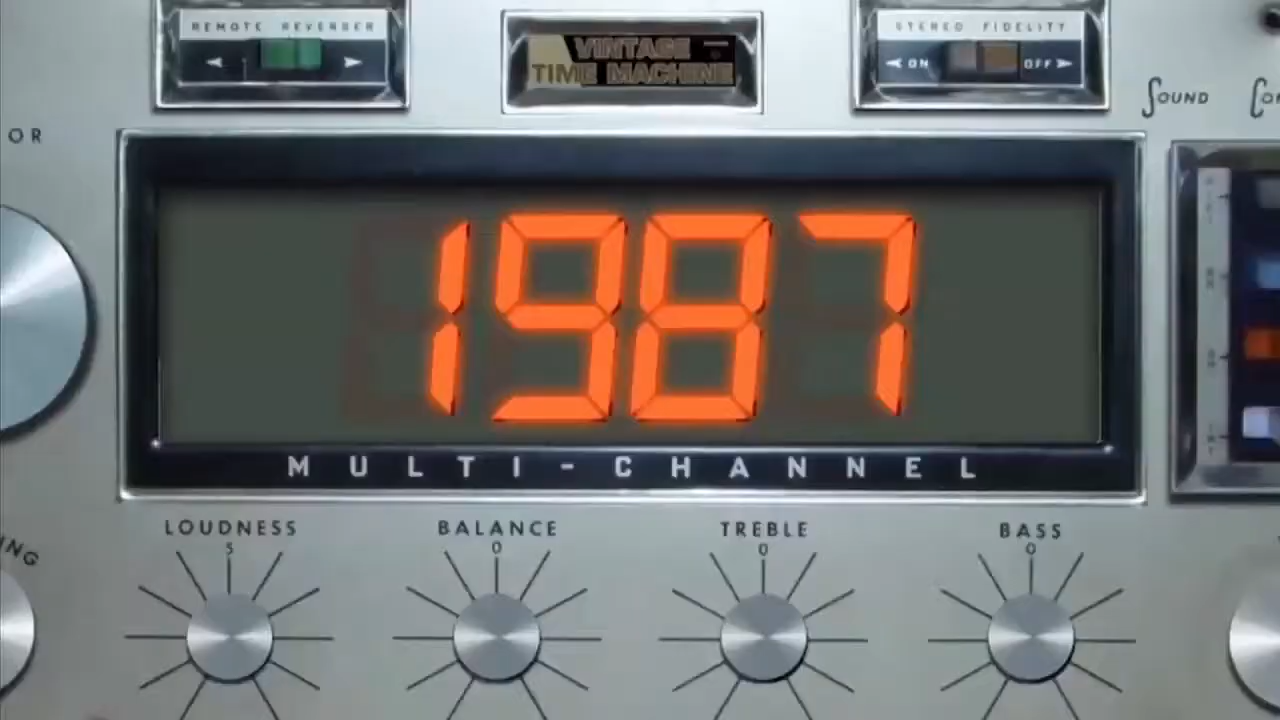 REMOTE REVERBER
VINTAGE
TIME MACHINE
STEREO FIDELITY
ON
OFF
SOUND
OR
1987
MULTI-CHANNEL
LOUDNESS
BALANCE
TREBLE
BASS
5
0
0
0